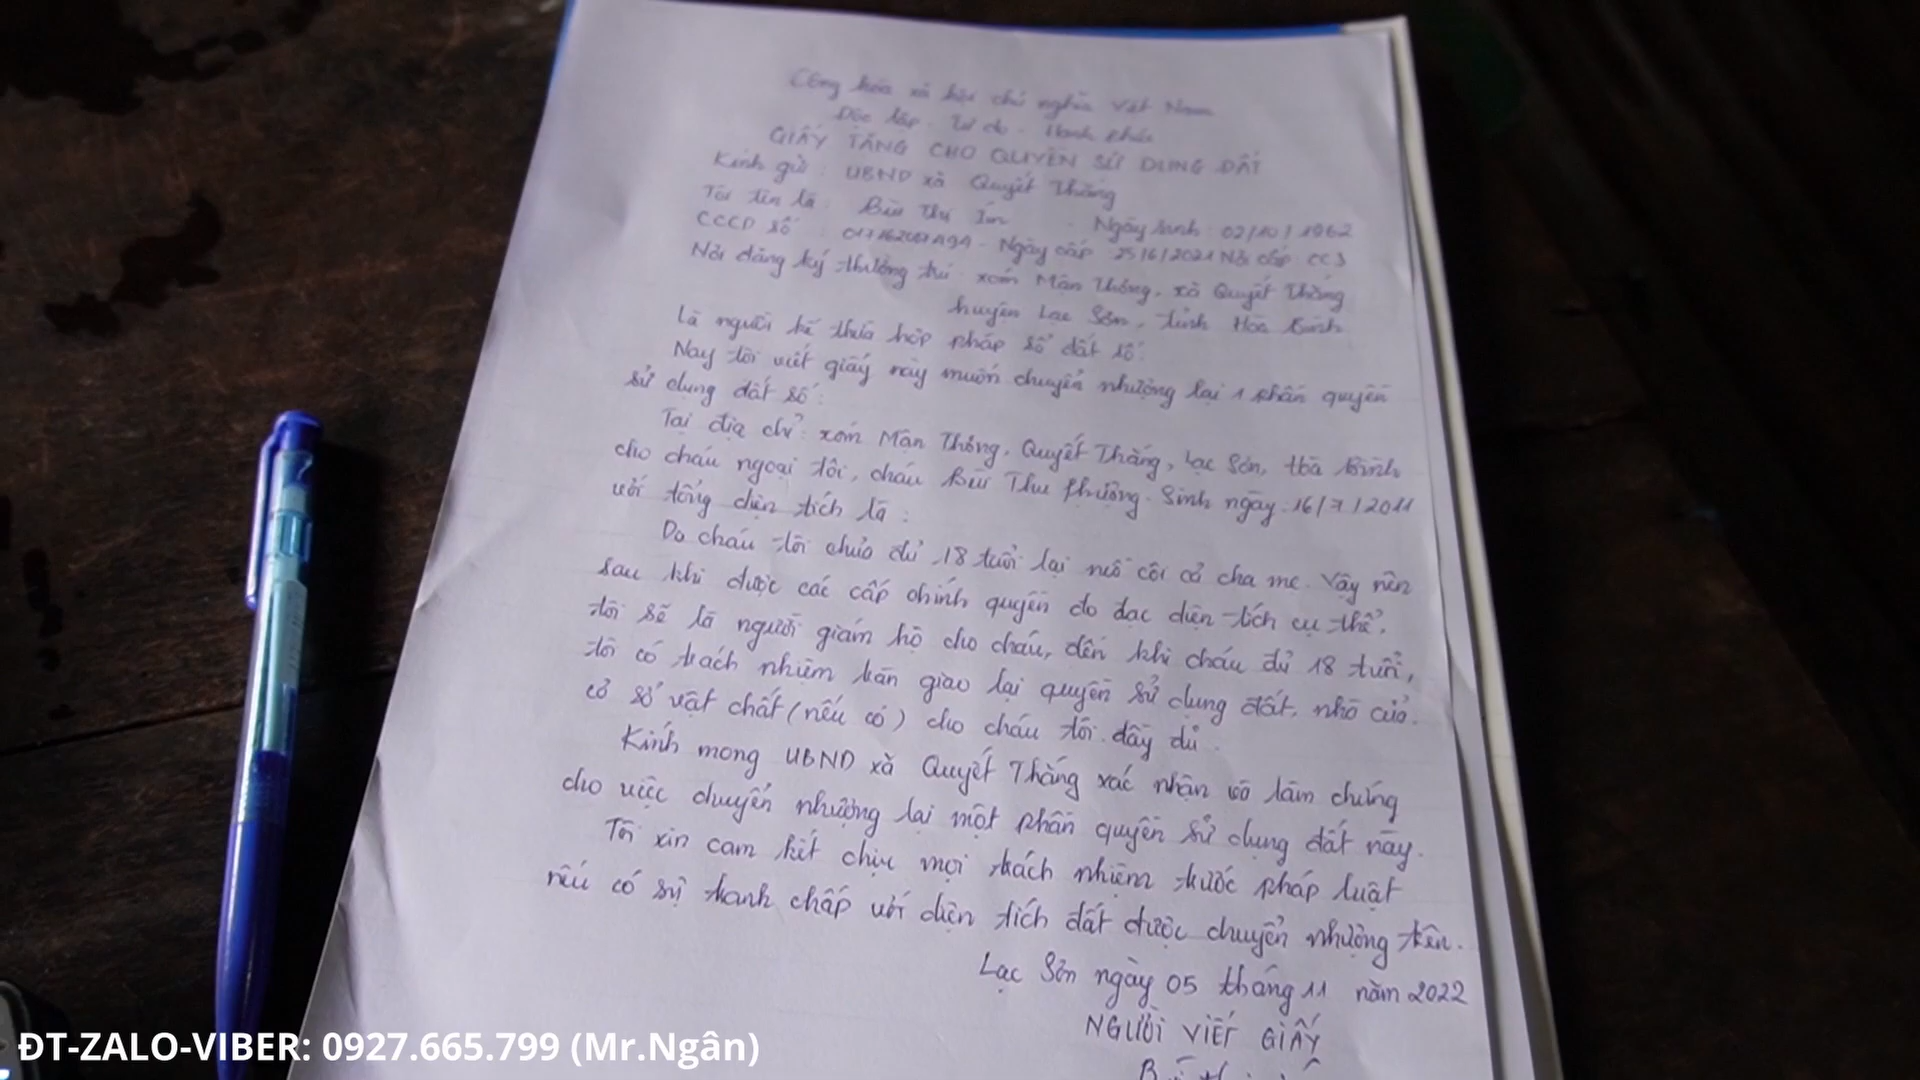 Cộng hòa xã hội chủ nghĩa Việt Nam
Độc lập - Tự do - Hạnh phúc
GIẤY TẶNG CHO QUYỀN SỬ DỤNG ĐẤT
Kính gửi : UBND xã Quyết Thắng
Tôi tên là : Bùi Thị Ngày sinh : 02/10/1962
CCCD số : Ngày cấp 25/6/2021 Nơi cấp
Nơi đăng ký thường trú : xóm Mận Thống, xã Quyết Thắng
huyện Lạc Sơn, tỉnh Hòa Bình
Là người kế thừa hợp pháp sổ đất số:
Nay tôi viết giấy này muốn chuyển nhượng lại 1 phần quyền
sử dụng đất số :
Tại địa chỉ : xóm Mận Thống, Quyết Thắng, Lạc Sơn, Hòa Bình
cho cháu ngoại tôi, cháu Bùi Thu Phượng. Sinh ngày : 16/7/2011
với tổng diện tích là :
Do cháu tôi chưa đủ 18 tuổi lại mồ côi cả cha mẹ. Vậy nên
sau khi được các cấp chính quyền đo đạc diện tích cụ thể,
tôi sẽ là người giám hộ cho cháu, đến khi cháu đủ 18 tuổi,
tôi có trách nhiệm bàn giao lại quyền sử dụng đất, nhà cửa.
cơ sở vật chất (nếu có) cho cháu tôi đầy đủ.
Kính mong UBND xã Quyết Thắng xác nhận và làm chứng
cho việc chuyển nhượng lại một phần quyền sử dụng đất này.
Tôi xin cam kết chịu mọi trách nhiệm trước pháp luật
nếu có sự tranh chấp với diện tích đất được chuyển nhượng trên.
Lạc Sơn ngày 05 tháng 11 năm 2022
NGƯỜI VIẾT GIẤY
ĐT-ZALO-VIBER: 0927.665.799 (Mr.Ngân)